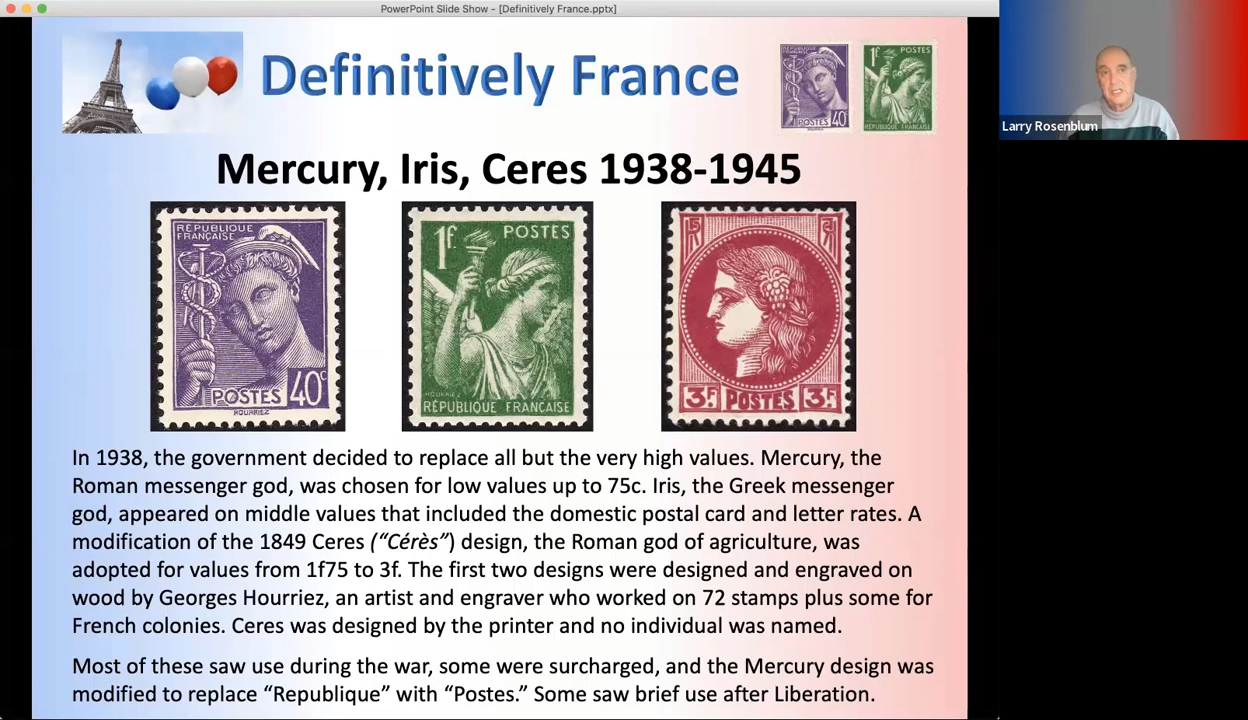 PowerPoint Slide Show - [Definitively France.pptx]
Definitively France
RÉPUBLIQUE
FRANÇAISE
POSTES 40c
1f POSTES
RÉPUBLIQUE FRANÇAISE
Larry Rosenblum
Mercury, Iris, Ceres 1938-1945
RÉPUBLIQUE
FRANÇAISE
POSTES 40c
HOURRIEZ
1f. POSTES
HOURRIEZ
RÉPUBLIQUE FRANÇAISE
3F POSTES 3F
In 1938, the government decided to replace all but the very high values. Mercury, the
Roman messenger god, was chosen for low values up to 75c. Iris, the Greek messenger
god, appeared on middle values that included the domestic postal card and letter rates. A
modification of the 1849 Ceres (“Cérès”) design, the Roman god of agriculture, was
adopted for values from 1f75 to 3f. The first two designs were designed and engraved on
wood by Georges Hourriez, an artist and engraver who worked on 72 stamps plus some for
French colonies. Ceres was designed by the printer and no individual was named.
Most of these saw use during the war, some were surcharged, and the Mercury design was
modified to replace “Republique” with “Postes.” Some saw brief use after Liberation.